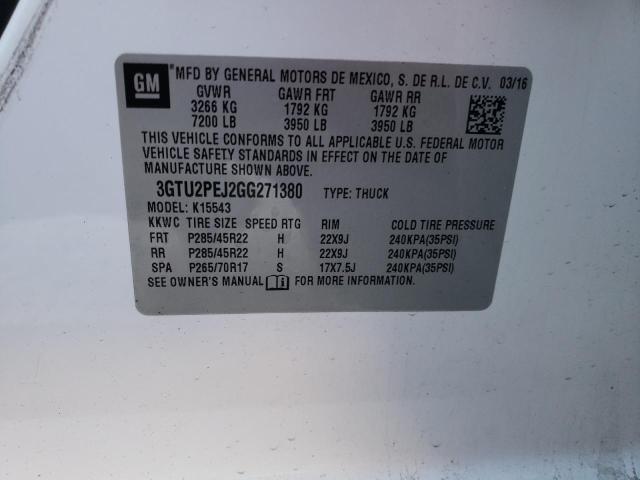 GM MFD BY GENERAL MOTORS DE MEXICO, S. DE R.L. DE C.V. 03/16
GVWR GAWR FRT GAWR RR
3266 KG 1792 KG 1792 KG
7200 LB 3950 LB 3950 LB
THIS VEHICLE CONFORMS TO ALL APPLICABLE U.S. FEDERAL MOTOR
VEHICLE SAFETY STANDARDS IN EFFECT ON THE DATE OF
MANUFACTURE SHOWN ABOVE.
3GTU2PEJ2GG271380 TYPE: THUCK
MODEL: K15543
KKWC TIRE SIZE SPEED RTG RIM COLD TIRE PRESSURE
FRT P285/45R22 H 22X9J 240KPA(35PSI)
RR P285/45R22 H 22X9J 240KPA(35PSI)
SPA P265/70R17 S 17X7.5J 240KPA(35PSI)
SEE OWNER'S MANUAL FOR MORE INFORMATION.